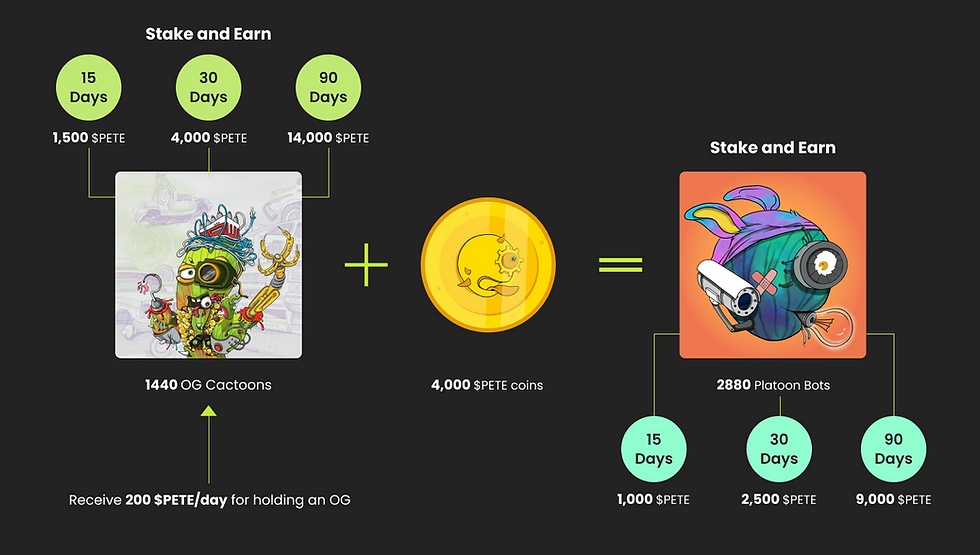 Stake and Earn
15
Days
30
Days
90
Days
1,500 $PETE
4,000 $PETE
14,000 $PETE
1440 OG Cactoons
Receive 200 $PETE/day for holding an OG
4,000 $PETE coins
Stake and Earn
2880 Platoon Bots
15
Days
30
Days
90
Days
1,000 $PETE
2,500 $PETE
9,000 $PETE